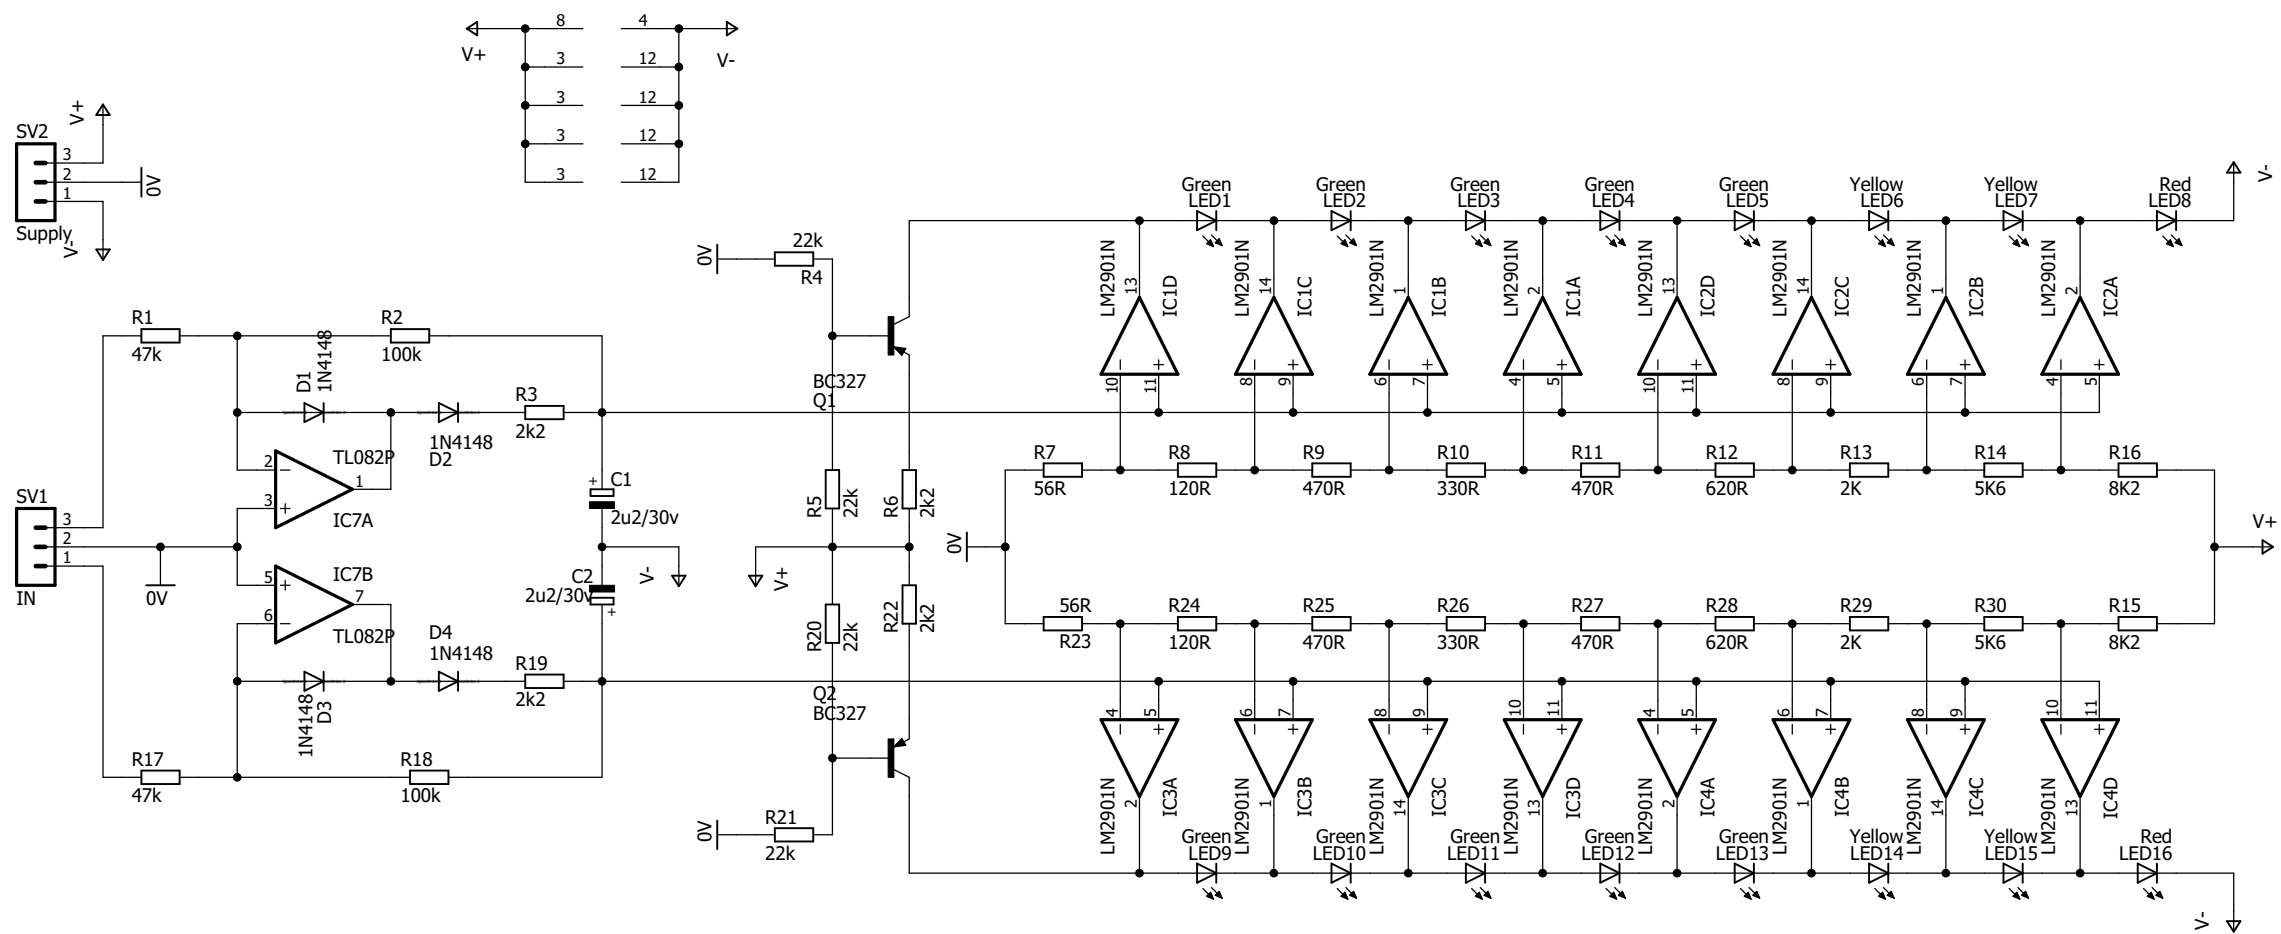 8 4
V+ V-
3 12
3 12
3 12
3 12
V+
SV2
3
2
1
0V
Supply
V-
Green Green Green Green Green Yellow Yellow Red
LED1 LED2 LED3 LED4 LED5 LED6 LED7 LED8
V-
LM2901N LM2901N LM2901N LM2901N LM2901N LM2901N LM2901N LM2901N
13 14 1 2 13 14 1 2
IC1D IC1C IC1B IC1A IC2D IC2C IC2B IC2A
- + - + - + - + - + - + - + - +
10 11 8 9 6 7 4 5 10 11 8 9 6 7 4 5
0V
22k
R4
R1
47k
R2
100k
D1
1N4148
R3
2k2
1N4148
D2
BC327
Q1
TL082P
2 -
1
3 +
IC7A
SV1
3
2
1
IN
0V
+ C1
2u2/30v
V-
C2
2u2/30v
+
R5
22k
R6
2k2
V+
R20
22k
R22
2k2
R7 R8 R9 R10 R11 R12 R13 R14 R16
56R 120R 470R 330R 470R 620R 2K 5K6 8K2
0V
V+
56R R24 R25 R26 R27 R28 R29 R30 R15
R23 120R 470R 330R 470R 620R 2K 5K6 8K2
IC7B
5 +
7
6 -
TL082P
D4
1N4148
R19
2k2
1N4148
D3
Q2
BC327
R17
47k
R18
100k
0V
R21
22k
4 5 6 7 8 9 10 11 4 5 6 7 8 9 10 11
- + - + - + - + - + - + - + - +
LM2901N LM2901N LM2901N LM2901N LM2901N LM2901N LM2901N LM2901N
2 1 14 13 2 1 14 13
IC3A IC3B IC3C IC3D IC4A IC4B IC4C IC4D
Green Green Green Green Green Yellow Yellow Red
LED9 LED10 LED11 LED12 LED13 LED14 LED15 LED16
V-